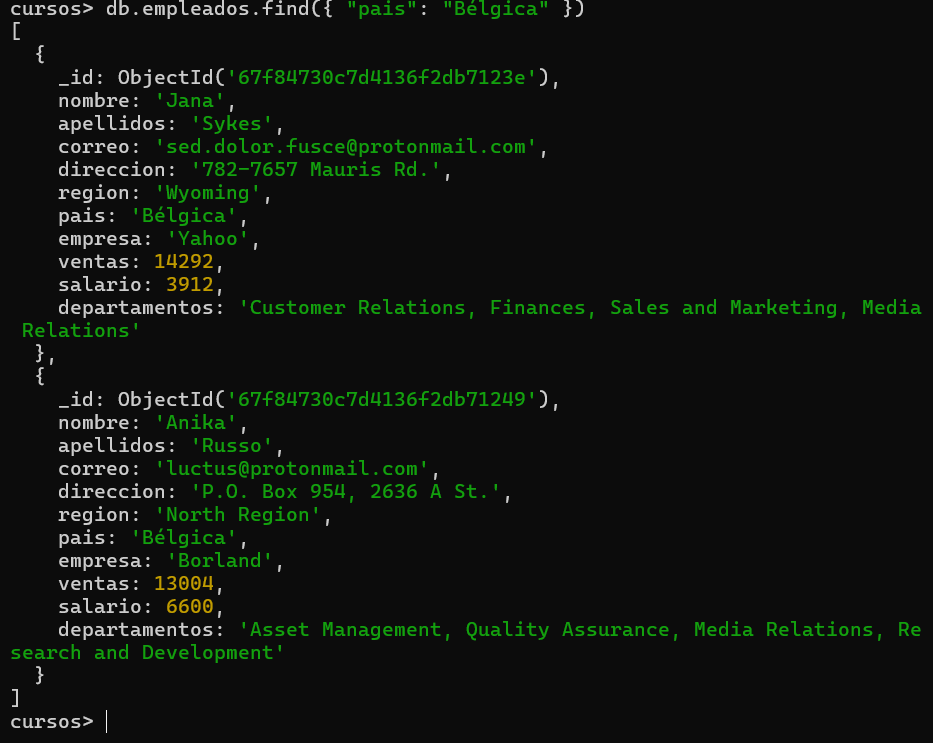 cursos> db.empleados.find({ "pais": "Bélgica" })
[
  {
    _id: ObjectId('67f84730c7d4136f2db7123e'),
    nombre: 'Jana',
    apellidos: 'Sykes',
    correo: 'sed.dolor.fusce@protonmail.com',
    direccion: '782-7657 Mauris Rd.',
    region: 'Wyoming',
    pais: 'Bélgica',
    empresa: 'Yahoo',
    ventas: 14292,
    salario: 3912,
    departamentos: 'Customer Relations, Finances, Sales and Marketing, Media
 Relations'
  },
  {
    _id: ObjectId('67f84730c7d4136f2db71249'),
    nombre: 'Anika',
    apellidos: 'Russo',
    correo: 'luctus@protonmail.com',
    direccion: 'P.O. Box 954, 2636 A St.',
    region: 'North Region',
    pais: 'Bélgica',
    empresa: 'Borland',
    ventas: 13004,
    salario: 6600,
    departamentos: 'Asset Management, Quality Assurance, Media Relations, Re
search and Development'
  }
]
cursos>